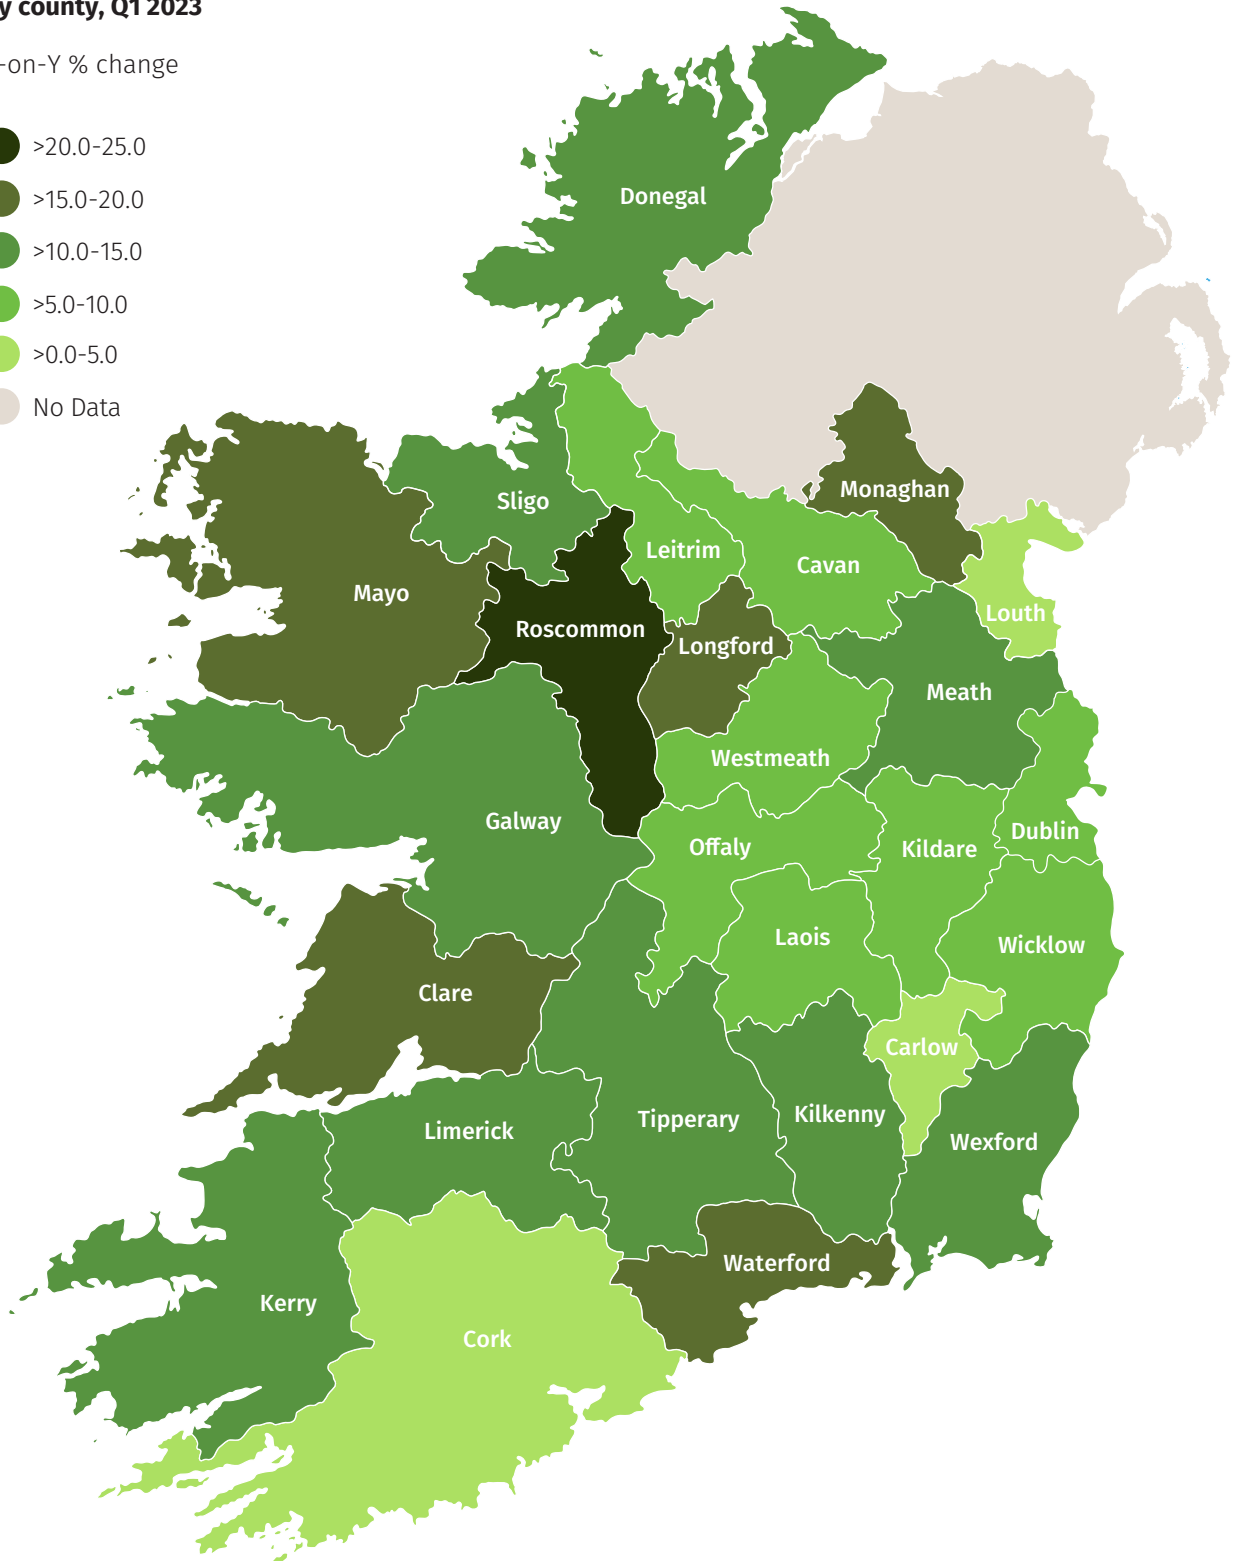 y county, Q1 2023
-on-Y % change
>20.0-25.0
>15.0-20.0
>10.0-15.0
>5.0-10.0
>0.0-5.0
No Data
Donegal
Monaghan
Sligo
Leitrim
Cavan
Mayo
Louth
Roscommon
Longford
Meath
Westmeath
Galway
Dublin
Offaly
Kildare
Laois
Wicklow
Clare
Carlow
Kilkenny
Tipperary
Limerick
Wexford
Waterford
Kerry
Cork